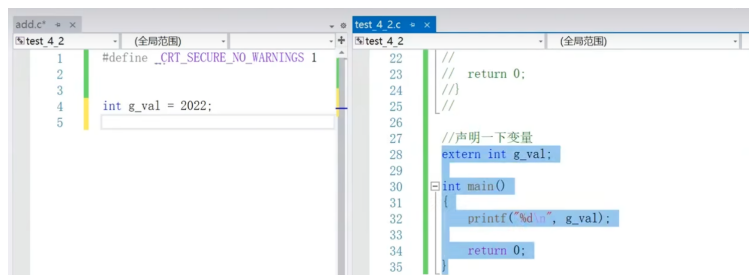 add.c*
test_4_2
(全局范围)
1 #define _CRT_SECURE_NO_WARNINGS 1
2
3
4 int g_val = 2022;
5
test_4_2.c
test_4_2
(全局范围)
22 //
23 // return 0;
24 //}
25 //
26
27 //声明一下变量
28 extern int g_val;
29
30 int main()
31 {
32 printf("%d\n", g_val);
33
34 return 0;
35 }